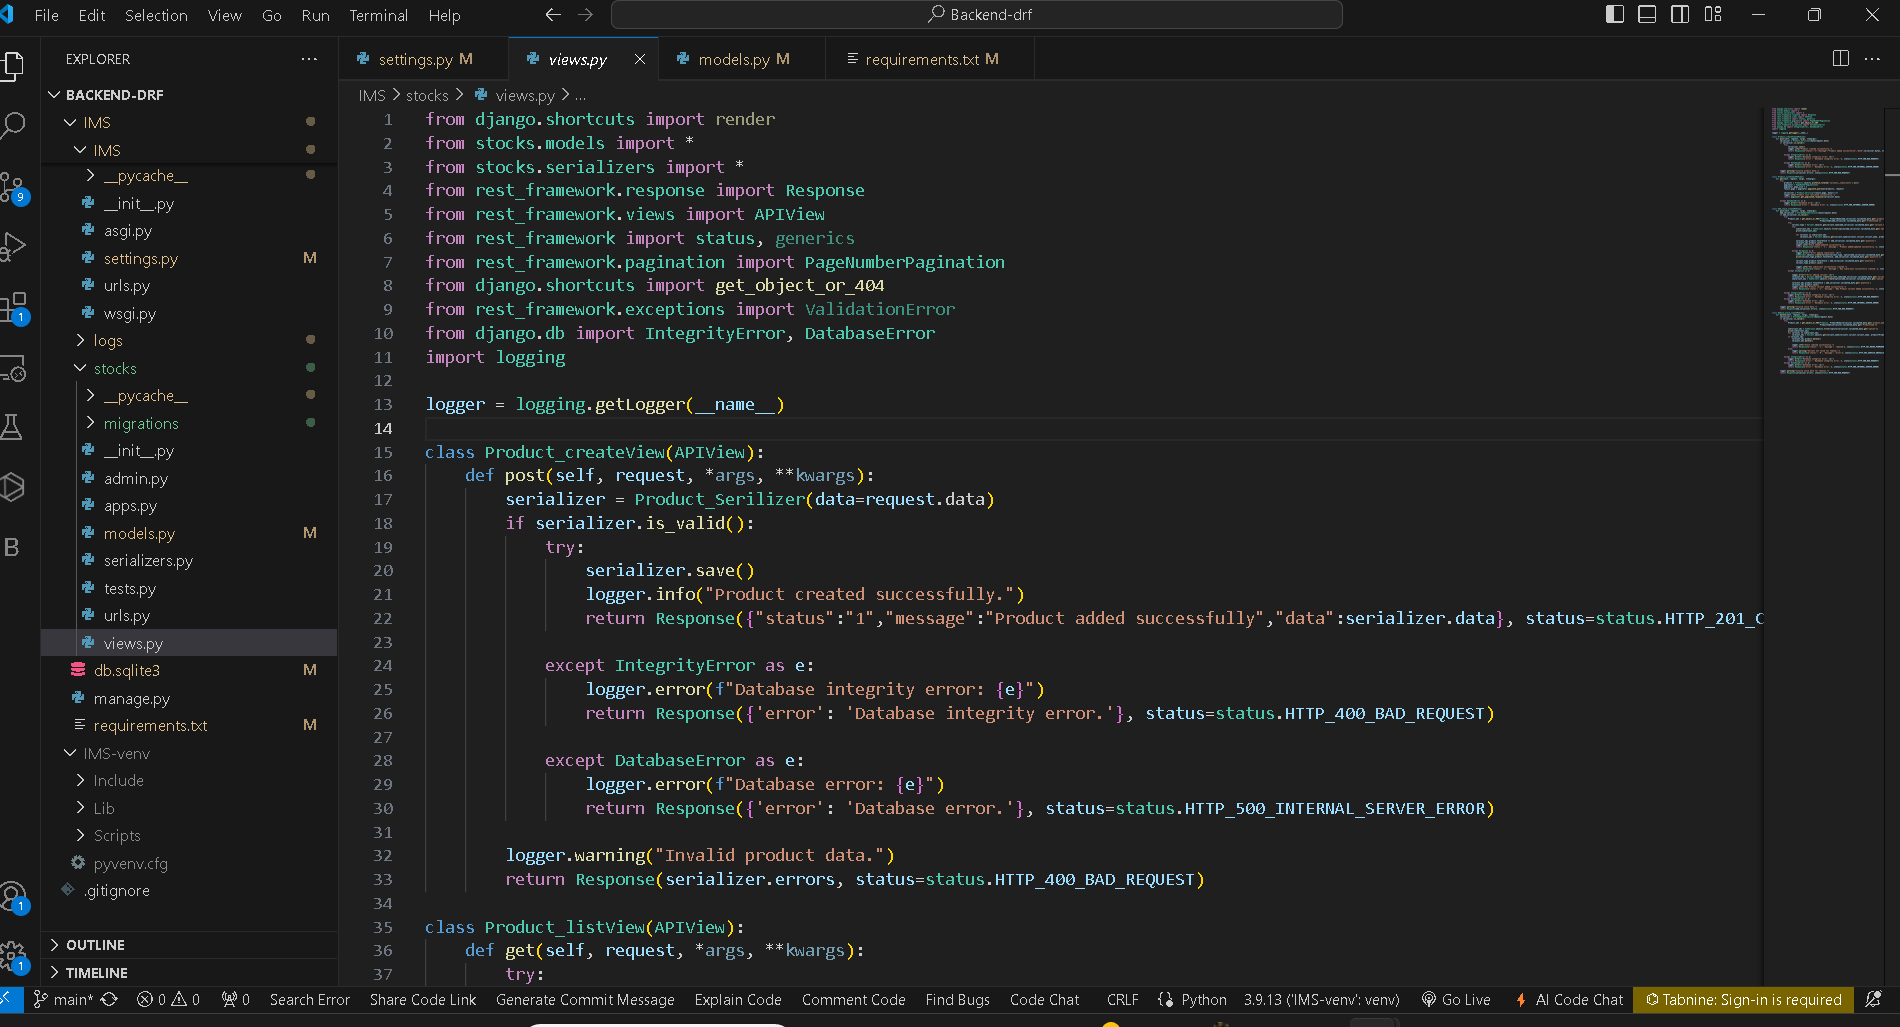 File Edit Selection View Go Run Terminal Help
Backend-drf
EXPLORER
BACKEND-DRF
IMS
IMS
__pycache__
__init__.py
asgi.py
settings.py M
urls.py
wsgi.py
logs
stocks
__pycache__
migrations
__init__.py
admin.py
apps.py
models.py M
serializers.py
tests.py
urls.py
views.py
db.sqlite3 M
manage.py
requirements.txt M
IMS-venv
Include
Lib
Scripts
pyvenv.cfg
.gitignore
OUTLINE
TIMELINE
9
1
B
1
1
settings.py M views.py models.py M requirements.txt M
IMS > stocks > views.py > ...
1 from django.shortcuts import render
2 from stocks.models import *
3 from stocks.serializers import *
4 from rest_framework.response import Response
5 from rest_framework.views import APIView
6 from rest_framework import status, generics
7 from rest_framework.pagination import PageNumberPagination
8 from django.shortcuts import get_object_or_404
9 from rest_framework.exceptions import ValidationError
10 from django.db import IntegrityError, DatabaseError
11 import logging
12
13 logger = logging.getLogger(__name__)
14
15 class Product_createView(APIView):
16     def post(self, request, *args, **kwargs):
17         serializer = Product_Serilizer(data=request.data)
18         if serializer.is_valid():
19             try:
20                 serializer.save()
21                 logger.info("Product created successfully.")
22                 return Response({"status":"1","message":"Product added successfully","data":serializer.data}, status=status.HTTP_201_C
23
24             except IntegrityError as e:
25                 logger.error(f"Database integrity error: {e}")
26                 return Response({'error': 'Database integrity error.'}, status=status.HTTP_400_BAD_REQUEST)
27
28             except DatabaseError as e:
29                 logger.error(f"Database error: {e}")
30                 return Response({'error': 'Database error.'}, status=status.HTTP_500_INTERNAL_SERVER_ERROR)
31
32         logger.warning("Invalid product data.")
33         return Response(serializer.errors, status=status.HTTP_400_BAD_REQUEST)
34
35 class Product_listView(APIView):
36     def get(self, request, *args, **kwargs):
37         try:
main* 0 0 0 Search Error Share Code Link Generate Commit Message Explain Code Comment Code Find Bugs Code Chat CRLF Python 3.9.13 ('IMS-venv': venv) Go Live AI Code Chat Tabnine: Sign-in is required